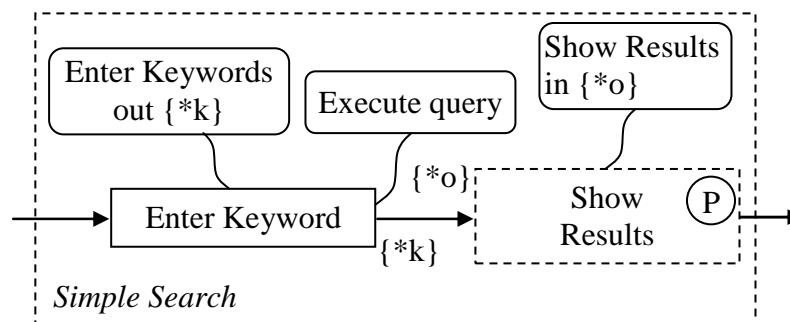 Enter Keywords
out {*k}
Execute query
Show Results
in {*o}
{*o}
Enter Keyword
{*k}
Show
Results
P
Simple Search